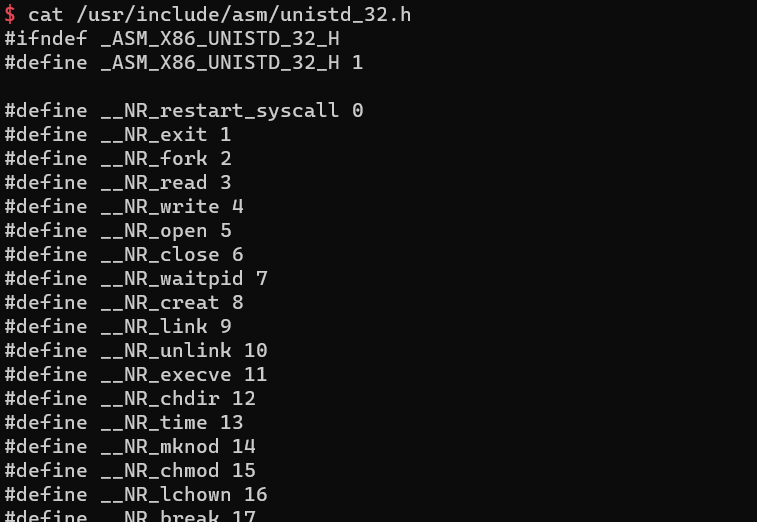 $ cat /usr/include/asm/unistd_32.h
#ifndef _ASM_X86_UNISTD_32_H
#define _ASM_X86_UNISTD_32_H 1
#define __NR_restart_syscall 0
#define __NR_exit 1
#define __NR_fork 2
#define __NR_read 3
#define __NR_write 4
#define __NR_open 5
#define __NR_close 6
#define __NR_waitpid 7
#define __NR_creat 8
#define __NR_link 9
#define __NR_unlink 10
#define __NR_execve 11
#define __NR_chdir 12
#define __NR_time 13
#define __NR_mknod 14
#define __NR_chmod 15
#define __NR_lchown 16
#define __NR_break 17